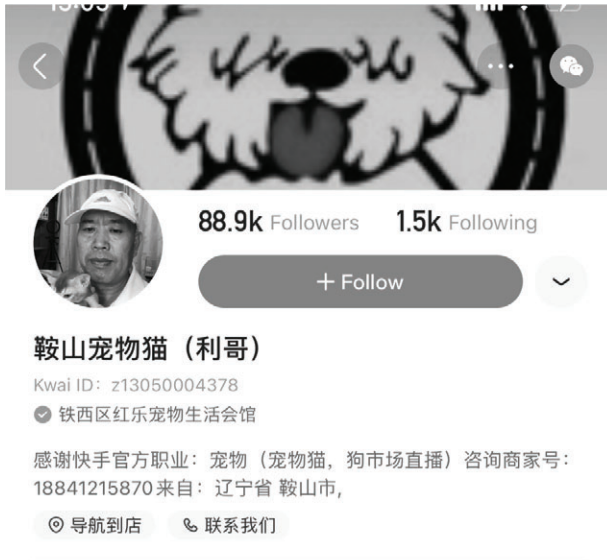 88.9k Followers 1.5k Following
+ Follow
鞍山宠物猫（利哥）
Kwai ID: z13050004378
铁西区红乐宠物生活会馆
感谢快手官方职业：宠物（宠物猫，狗市场直播）咨询商家号：
18841215870来自：辽宁省 鞍山市，
导航到店 联系我们